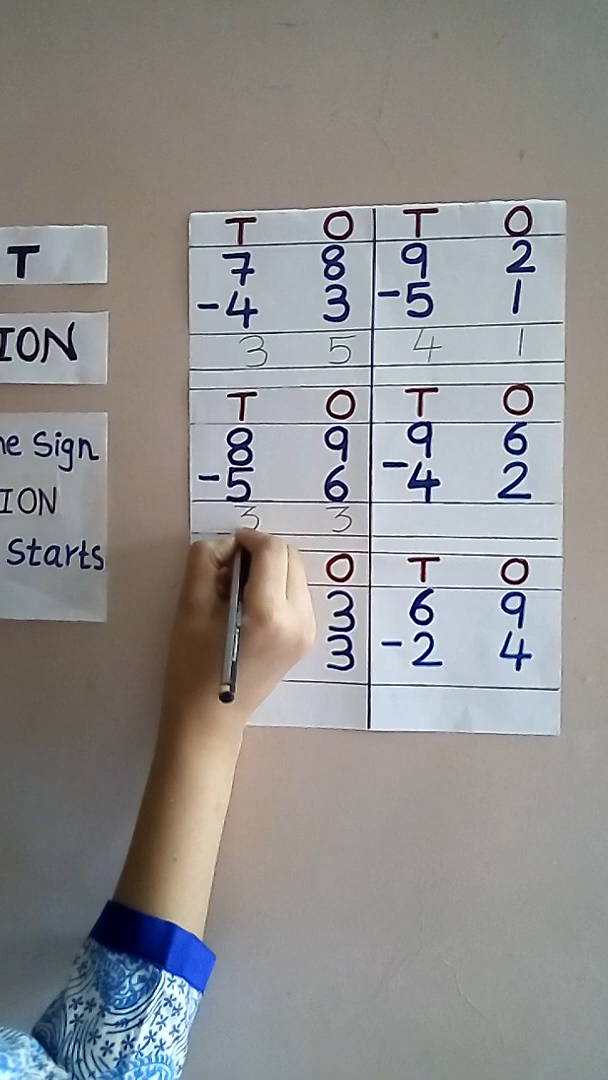 T
ION
ne Sign
ION
Starts
T O T O
7 8 9 2
-4 3 -5 1
3 5 4 1
T O T O
8 9 9 6
-5 6 -4 2
3 3
O T O
3 6 9
3 -2 4